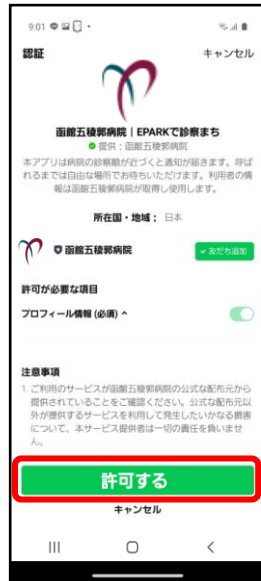 9:01
認証 キャンセル
函館五稜郭病院 | EPARKで診察まち
提供：函館五稜郭病院
本アプリは病院の診察順が近づくと通知が届きます。呼ば
れるまでは自由な場所でお待ちいただけます。利用者の情
報は函館五稜郭病院が取得し使用します。
所在国・地域： 日本
函館五稜郭病院 友だち追加
許可が必要な項目
プロフィール情報 (必須)
注意事項
1. ご利用のサービスが函館五稜郭病院の公式な配布元から
提供されていることをご確認ください。公式な配布元以
外が提供するサービスを利用して発生したいかなる損害
について、本サービス提供者は一切の責任を負いませ
ん。
許可する
キャンセル